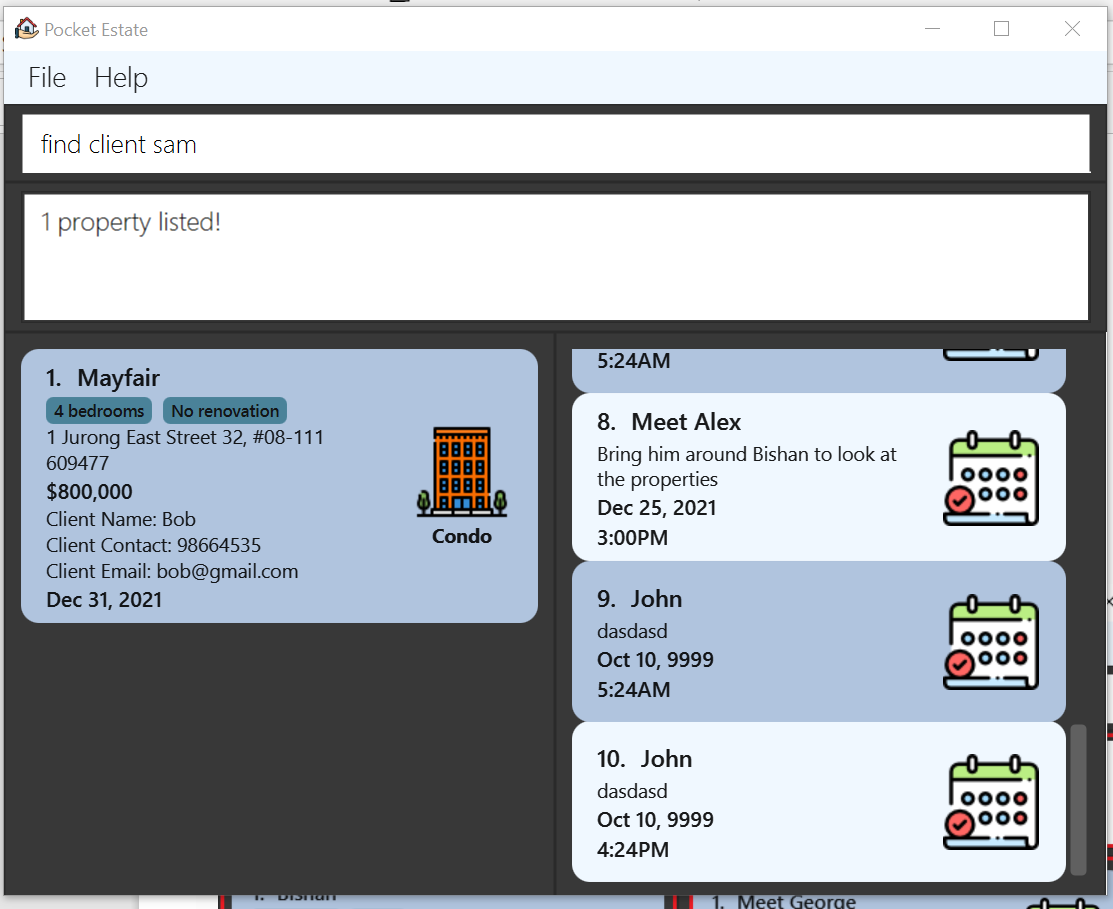 Pocket Estate
File Help
find client sam
1 property listed!
1. Mayfair
4 bedrooms No renovation
1 Jurong East Street 32, #08-111
609477
$800,000
Client Name: Bob
Client Contact: 98664535
Client Email: bob@gmail.com
Dec 31, 2021
Condo
5:24AM
8. Meet Alex
Bring him around Bishan to look at
the properties
Dec 25, 2021
3:00PM
9. John
dasdasd
Oct 10, 9999
5:24AM
10. John
dasdasd
Oct 10, 9999
4:24PM
1. Bishan
1. Meet George